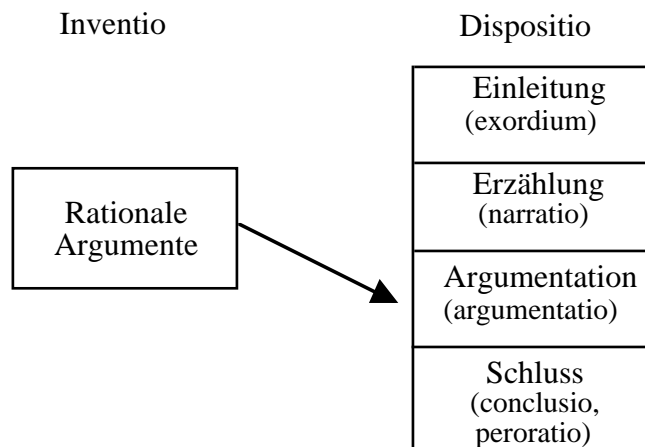 Inventio
Dispositio
Einleitung
(exordium)
Erzählung
(narratio)
Rationale
Argumente
Argumentation
(argumentatio)
Schluss
(conclusio,
peroratio)